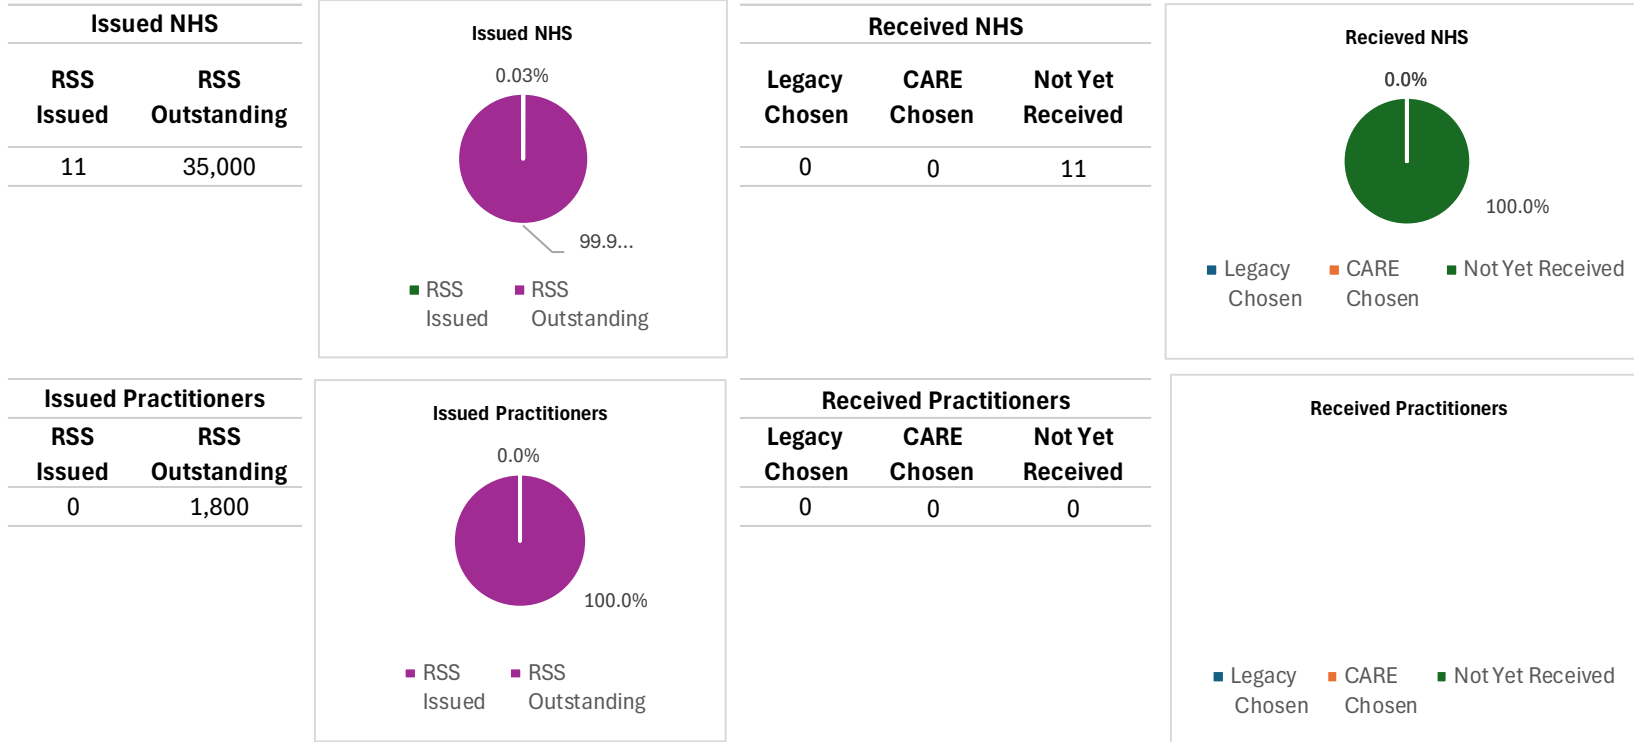 Issued NHS
RSS Issued RSS Outstanding
11 35,000
Issued NHS
0.03%
99.9...
RSS Issued RSS Outstanding
Received NHS
Legacy Chosen CARE Chosen Not Yet Received
0 0 11
Recieved NHS
0.0%
100.0%
Legacy Chosen CARE Chosen Not Yet Received
Issued Practitioners
RSS Issued RSS Outstanding
0 1,800
Issued Practitioners
0.0%
100.0%
RSS Issued RSS Outstanding
Received Practitioners
Legacy Chosen CARE Chosen Not Yet Received
0 0 0
Received Practitioners
Legacy Chosen CARE Chosen Not Yet Received